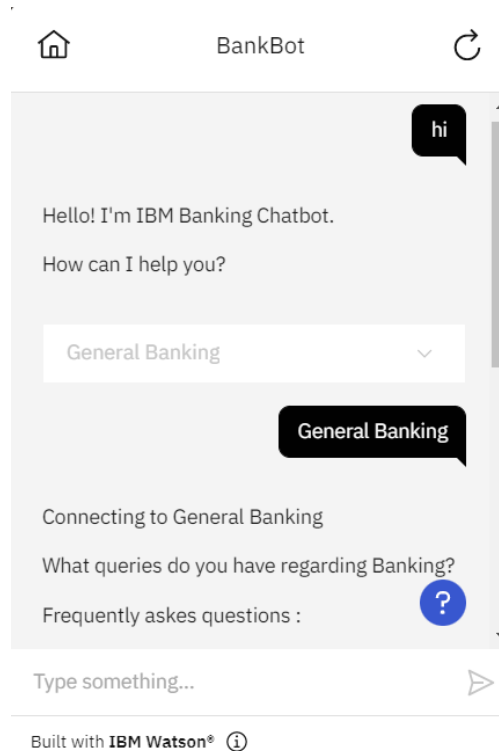 BankBot
hi
Hello! I'm IBM Banking Chatbot.
How can I help you?
General Banking
General Banking
Connecting to General Banking
What queries do you have regarding Banking?
Frequently askes questions :
?
Type something...
Built with IBM Watson® i